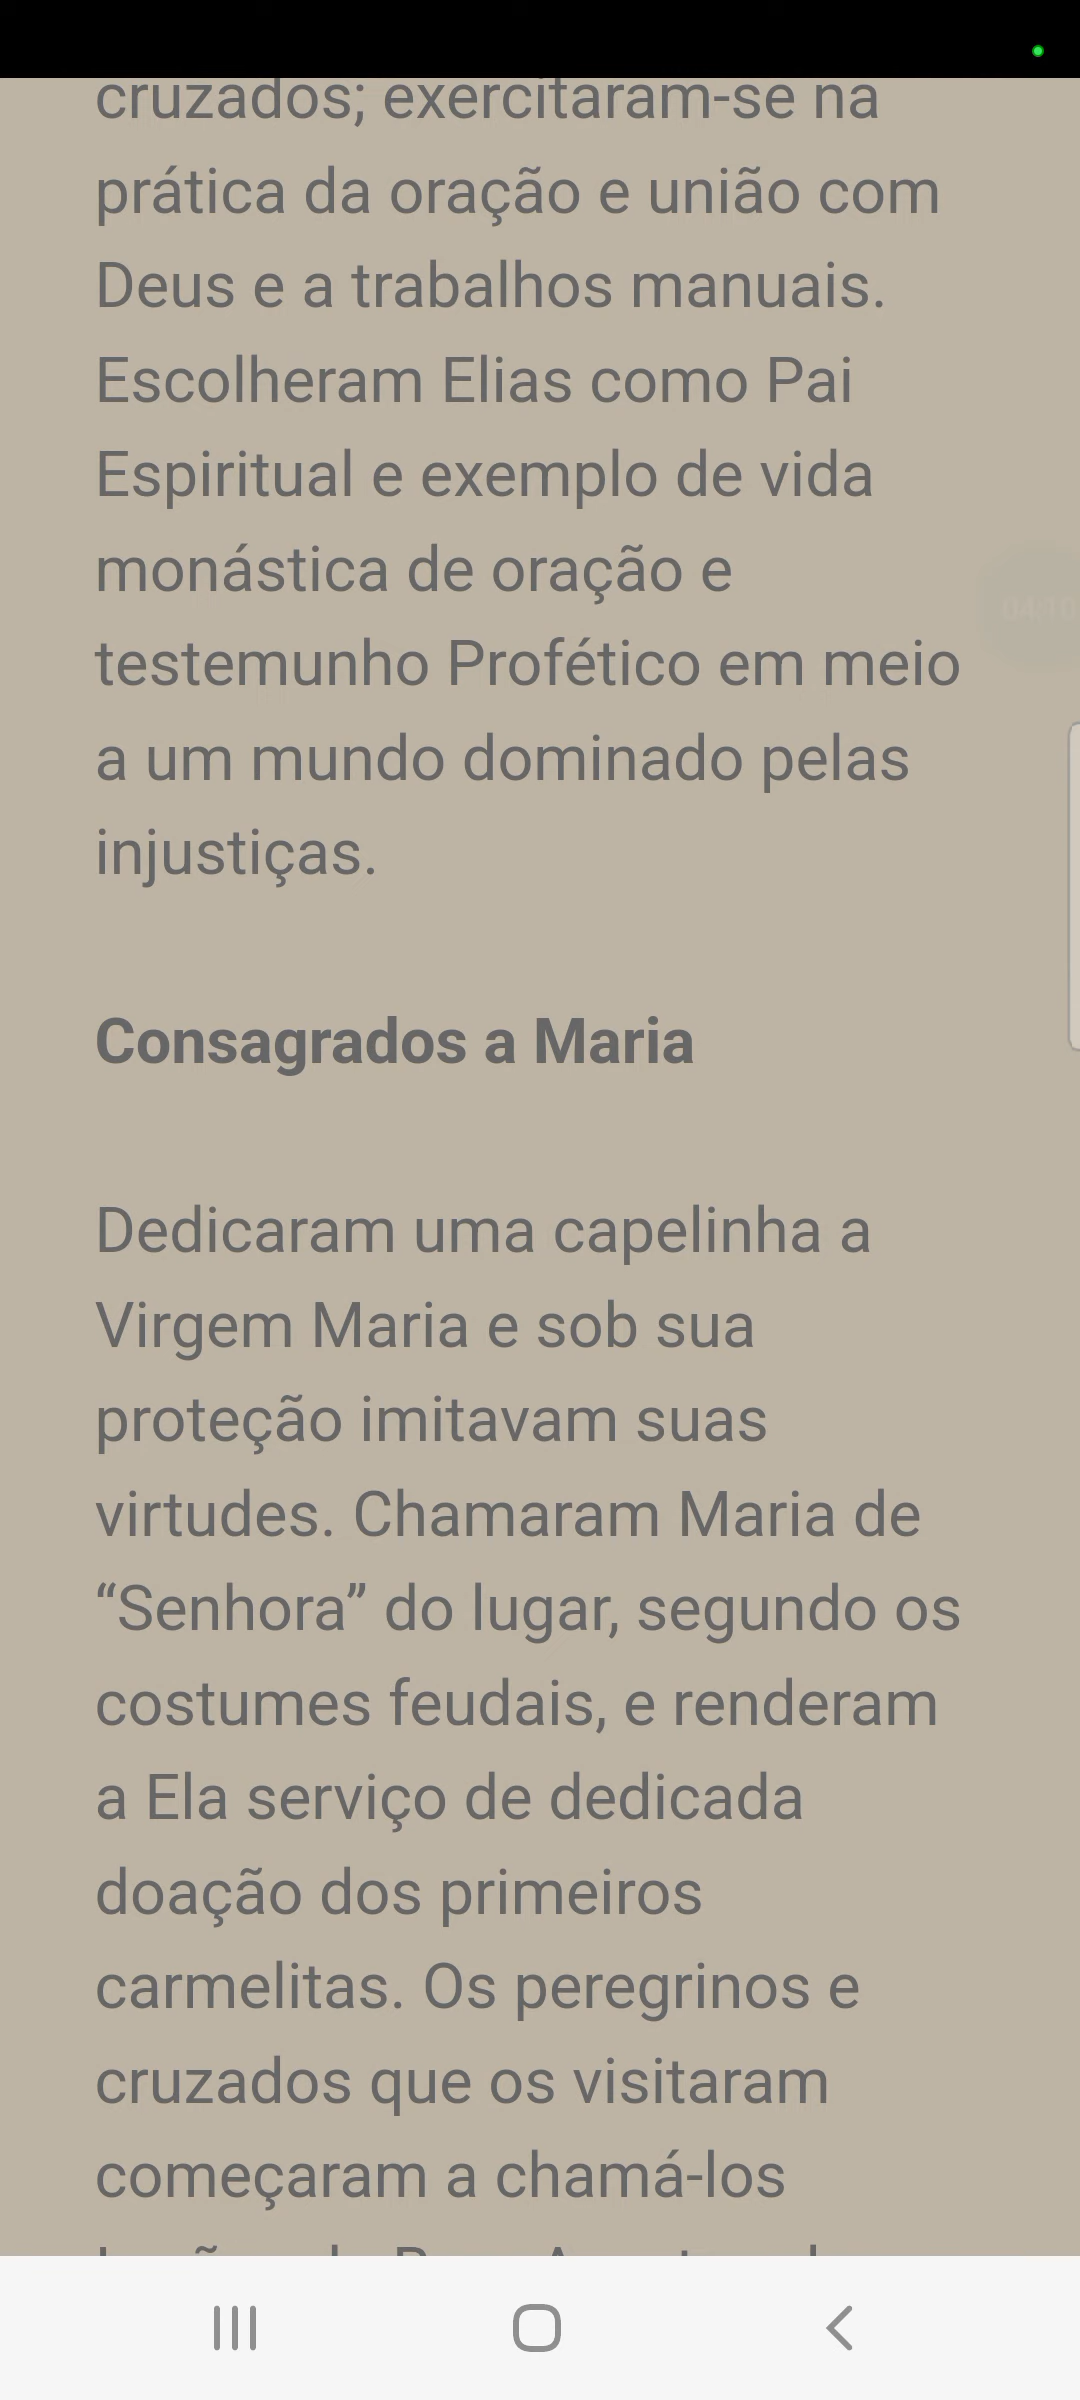 cruzados; exercitaram-se na
prática da oração e união com
Deus e a trabalhos manuais.
Escolheram Elias como Pai
Espiritual e exemplo de vida
monástica de oração e
testemunho Profético em meio
a um mundo dominado pelas
injustiças.
Consagrados a Maria
Dedicaram uma capelinha a
Virgem Maria e sob sua
proteção imitavam suas
virtudes. Chamaram Maria de
“Senhora” do lugar, segundo os
costumes feudais, e renderam
a Ela serviço de dedicada
doação dos primeiros
carmelitas. Os peregrinos e
cruzados que os visitaram
começaram a chamá-los